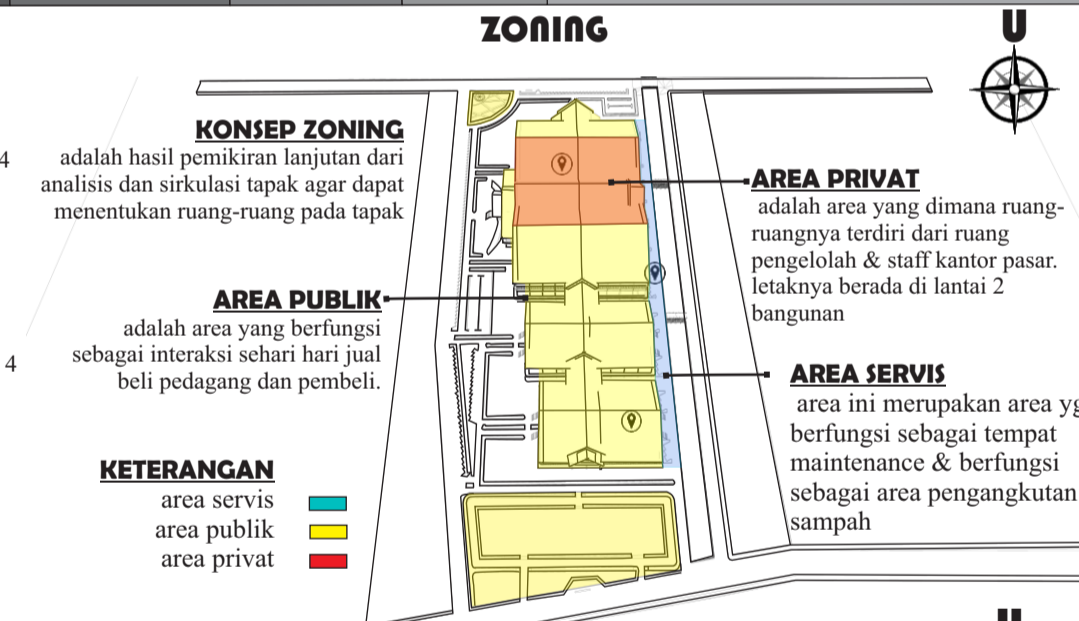 ZONING
U
KONSEP ZONING
adalah hasil pemikiran lanjutan dari
analisis dan sirkulasi tapak agar dapat
menentukan ruang-ruang pada tapak
4
AREA PRIVAT
adalah area yang dimana ruang-
ruangnya terdiri dari ruang
pengelolah & staff kantor pasar.
letaknya berada di lantai 2
bangunan
AREA PUBLIK
adalah area yang berfungsi
sebagai interaksi sehari hari jual
beli pedagang dan pembeli.
4
AREA SERVIS
area ini merupakan area yg
berfungsi sebagai tempat
maintenance & berfungsi
sebagai area pengangkutan
sampah
KETERANGAN
area servis
area publik
area privat